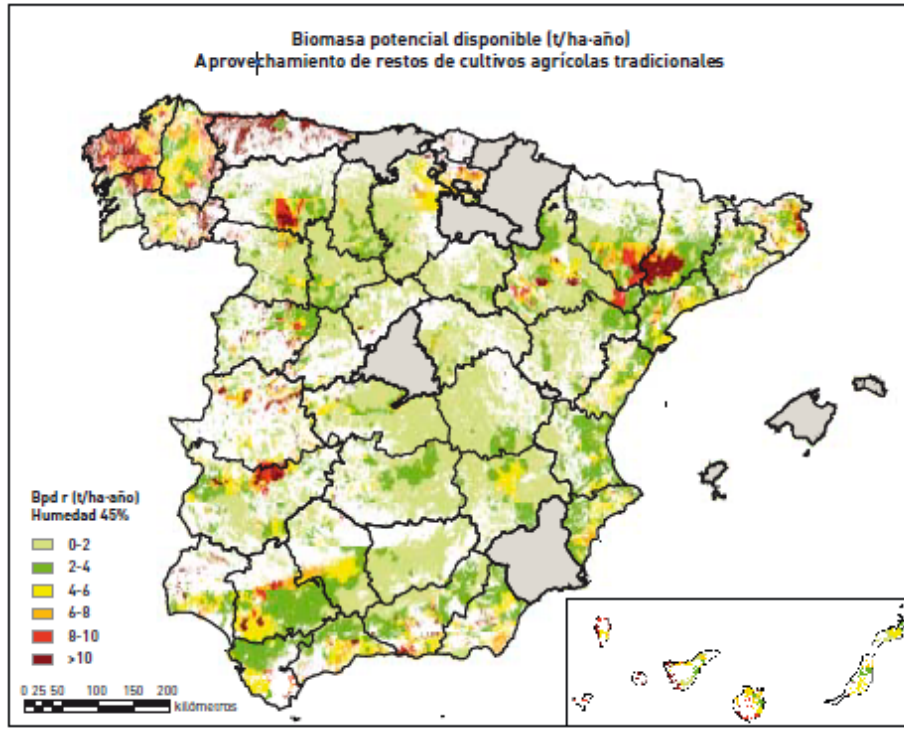 Biomasa potencial disponible (t/ha·año)
Aprovechamiento de restos de cultivos agrícolas tradicionales
Bpd r (t/ha·año)
Humedad 45%
0-2
2-4
4-6
6-8
8-10
>10
0 25 50 100 150 200
kilómetros